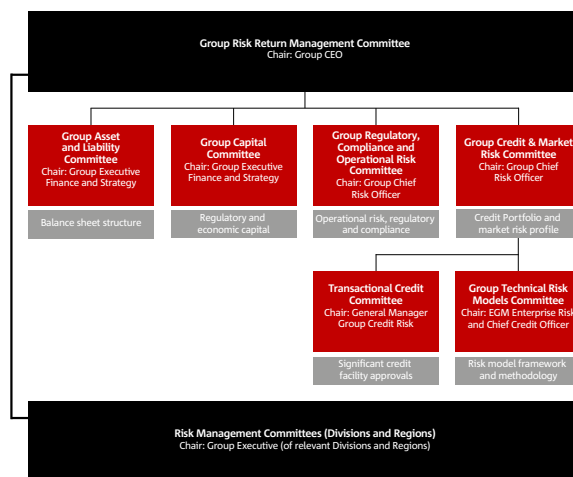 Group Risk Return Management Committee
Chair: Group CEO
Group Asset
and Liability
Committee
Chair: Group Executive
Finance and Strategy
Balance sheet structure
Group Capital
Committee
Chair: Group Executive
Finance and Strategy
Regulatory and
economic capital
Group Regulatory,
Compliance and
Operational Risk
Committee
Chair: Group Chief
Risk Officer
Operational risk, regulatory
and compliance
Group Credit & Market
Risk Committee
Chair: Group Chief
Risk Officer
Credit Portfolio and
market risk profile
Transactional Credit
Committee
Chair: General Manager
Group Credit Risk
Significant credit
facility approvals
Group Technical Risk
Models Committee
Chair: EGM Enterprise Risk
and Chief Credit Officer
Risk model framework
and methodology
Risk Management Committees (Divisions and Regions)
Chair: Group Executive (of relevant Divisions and Regions)